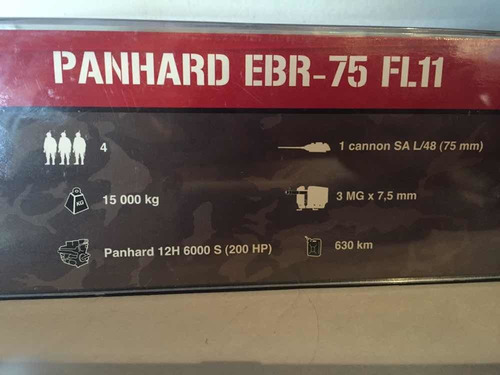 PANHARD EBR-75 FL11
4
1 cannon SA L/48 (75 mm)
KG
15 000 kg
3 MG x 7,5 mm
Panhard 12H 6000 S (200 HP)
630 km